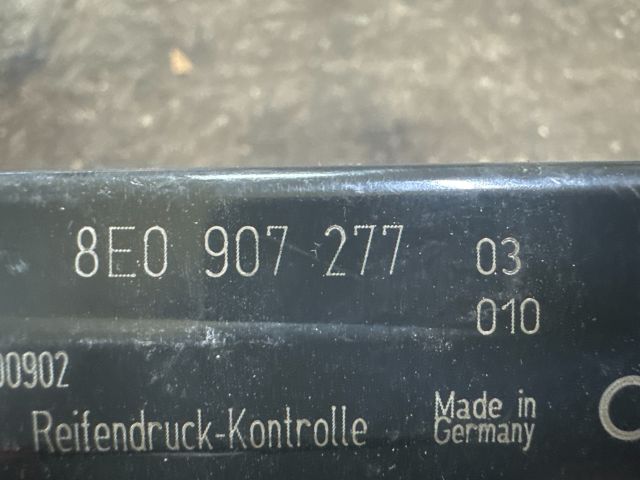 8E0 907 277 03
010
00902
Reifendruck-Kontrolle
Made in
Germany